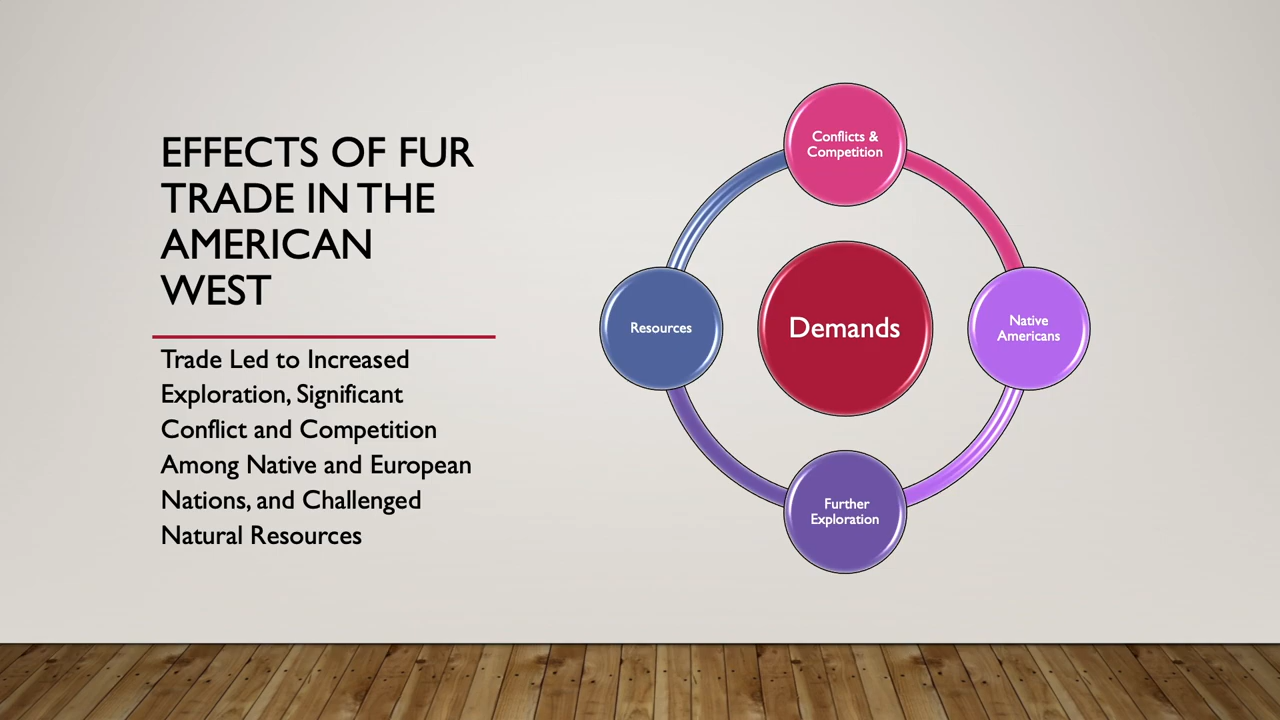 EFFECTS OF FUR
TRADE IN THE
AMERICAN
WEST
Trade Led to Increased
Exploration, Significant
Conflict and Competition
Among Native and European
Nations, and Challenged
Natural Resources
Conflicts &
Competition
Resources
Demands
Native
Americans
Further
Exploration